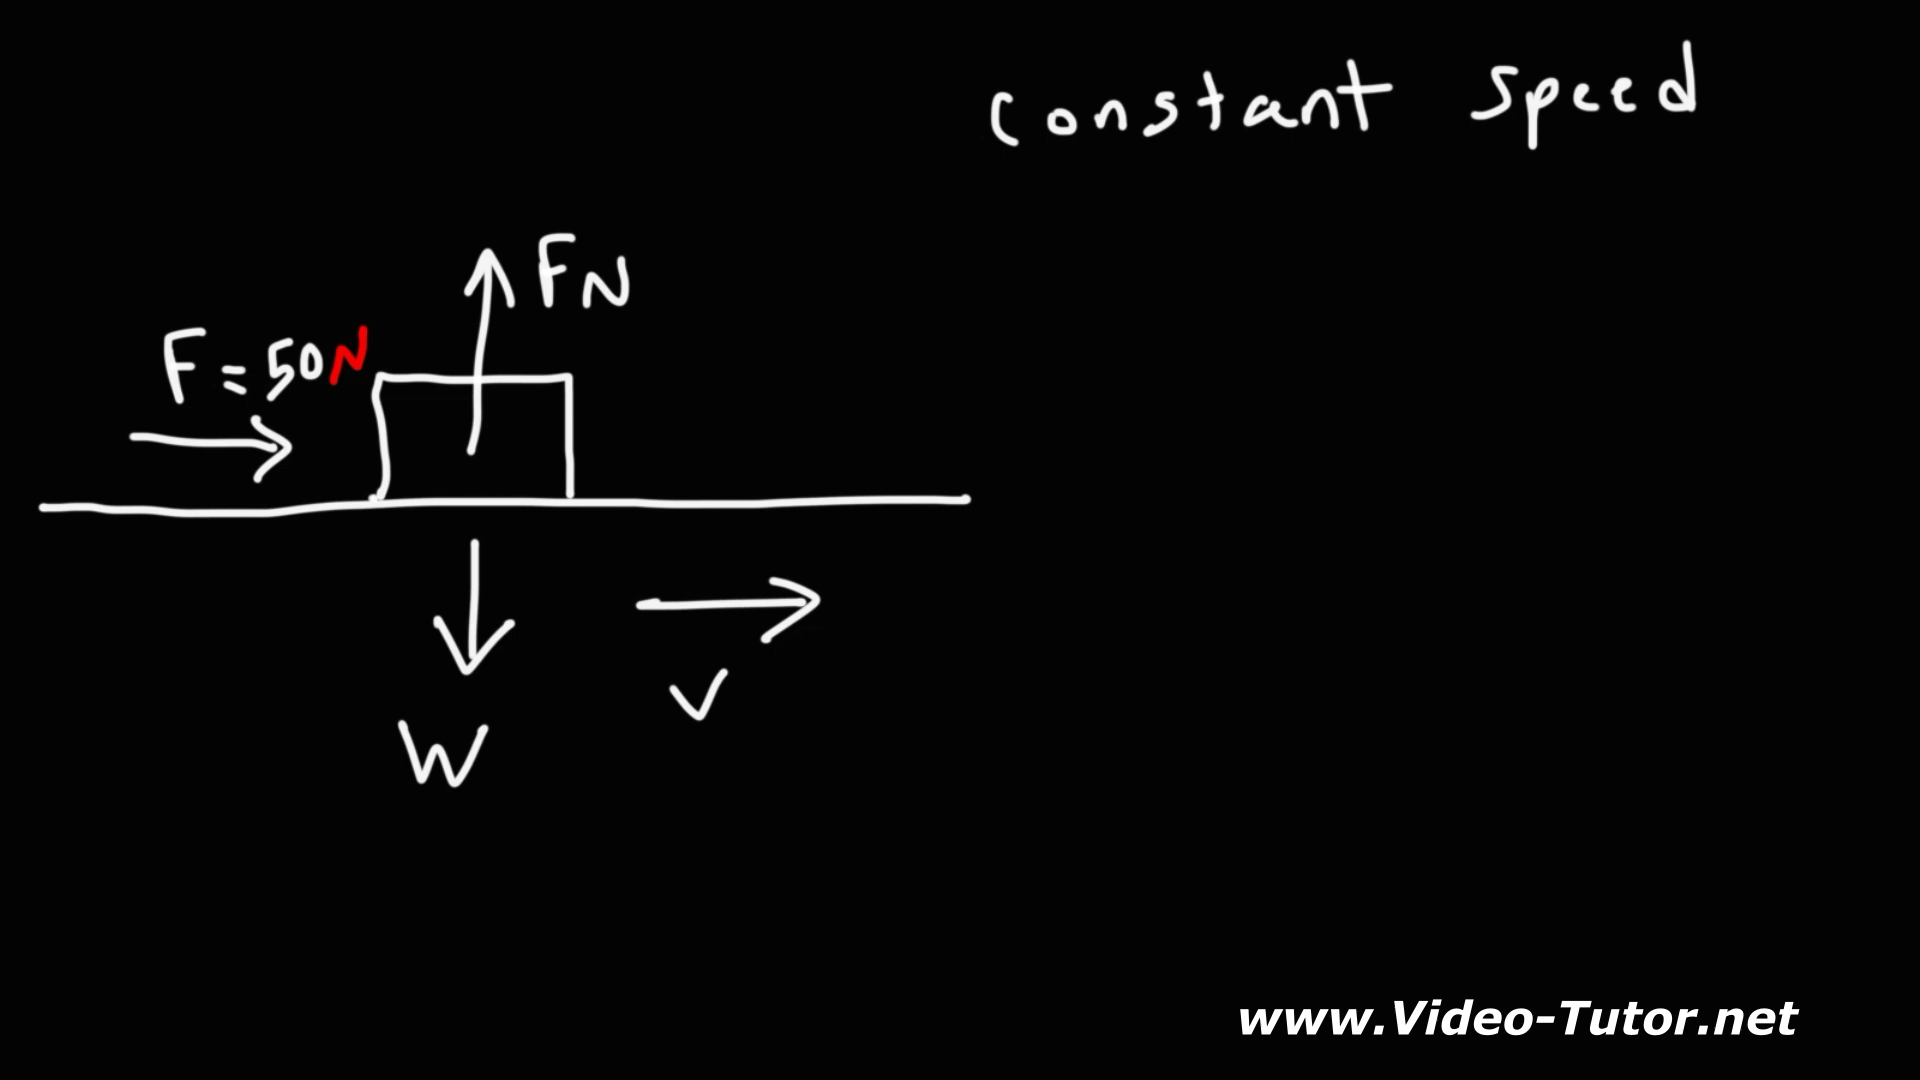 constant speed
FN
F = 50N
V
W
www.Video-Tutor.net